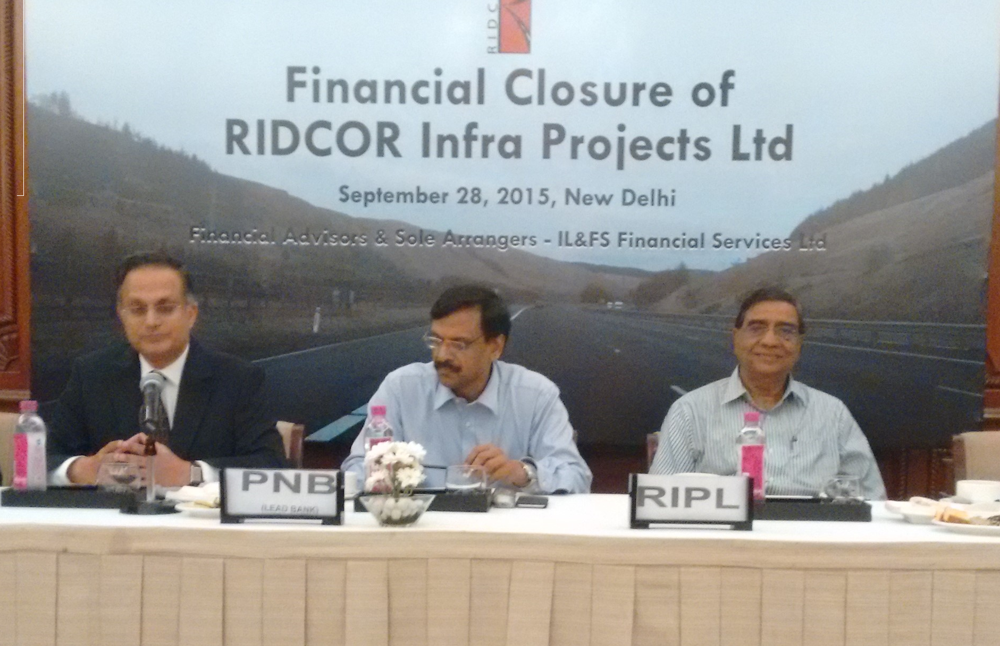 RIDC
Financial Closure of
RIDCOR Infra Projects Ltd
September 28, 2015, New Delhi
Financial Advisors & Sole Arrangers - IL&FS Financial Services Ltd
PNB
(LEAD BANK)
RIPL